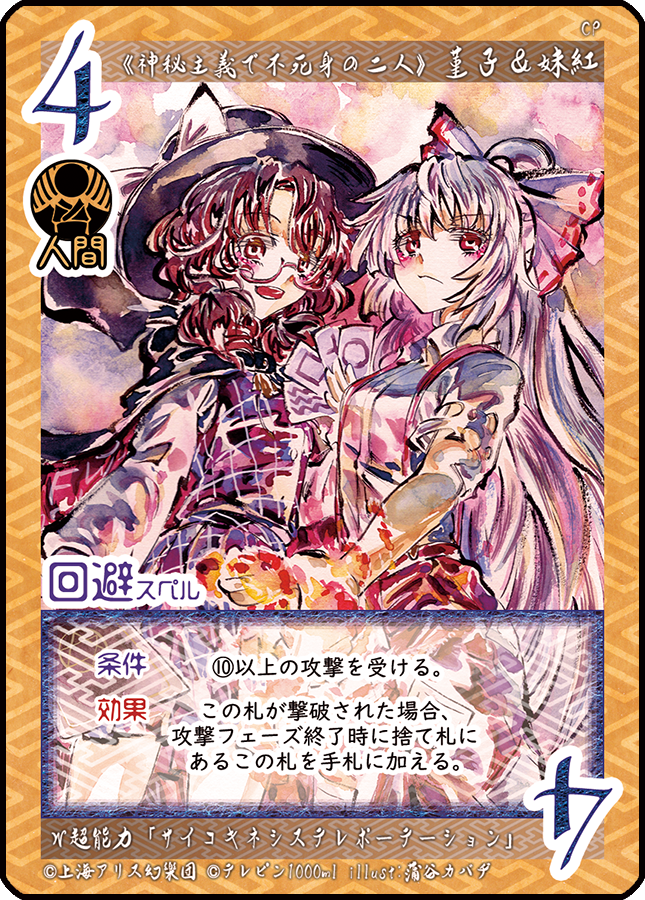 CP
4
《神秘主義で不死身の二人》 菫子&妹紅
人間
回避スペル
条件 ⑩以上の攻撃を受ける。
効果 この札が撃破された場合、
攻撃フェーズ終了時に捨て札に
あるこの札を手札に加える。
4
W超能力「サイコキネシステレポーテーション」
©上海アリス幻樂団 ©テレピン1000ml illust:蒲谷カバヂ